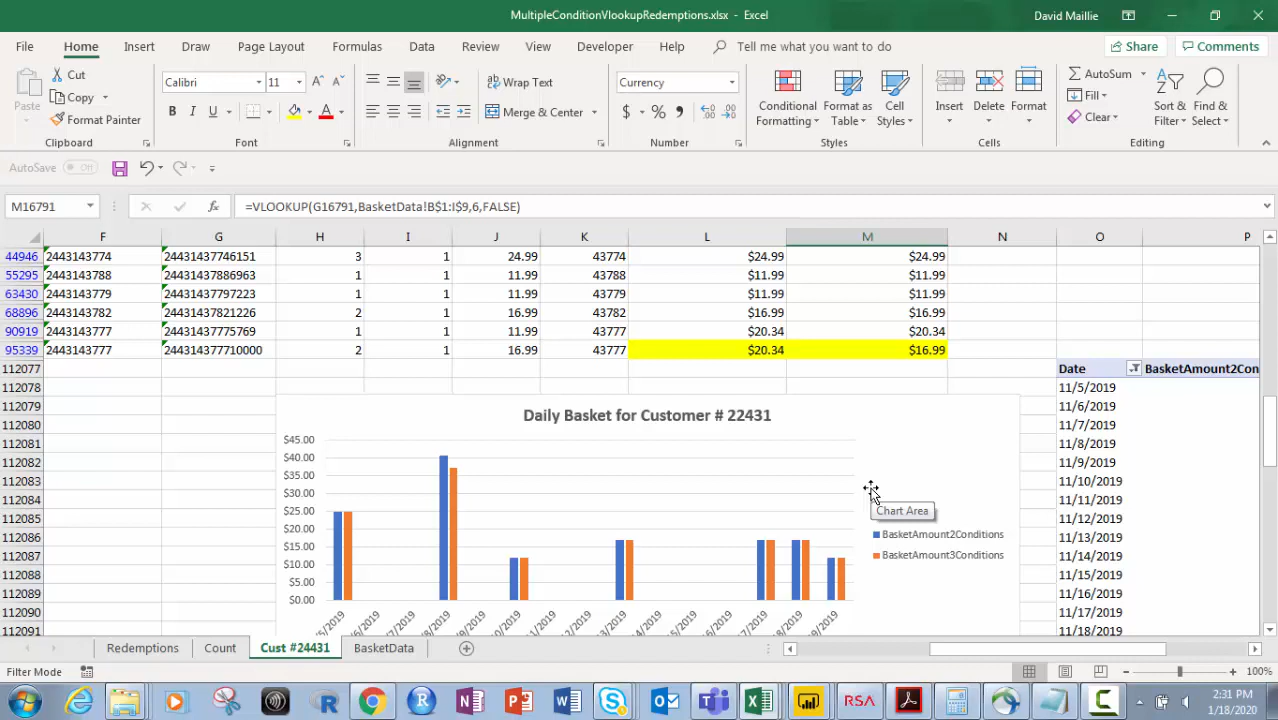 MultipleConditionVlookupRedemptions.xlsx - Excel
David Maillie
File Home Insert Draw Page Layout Formulas Data Review View Developer Help Tell me what you want to do Share Comments
Paste Cut Copy Format Painter Clipboard
Calibri 11 B I U A Font
Wrap Text Merge & Center Alignment
Currency $ % Number
Conditional Formatting Format as Table Cell Styles Styles
Insert Delete Format Cells
AutoSum Fill Clear Sort & Filter Find & Select Editing
AutoSave Off
M16791 fx =VLOOKUP(G16791,BasketData!B$1:I$9,6,FALSE)
F G H I J K L M N O P
44946 2443143774 24431437746151 3 1 24.99 43774 $24.99 $24.99
55295 2443143788 24431437886963 1 1 11.99 43788 $11.99 $11.99
63430 2443143779 24431437797223 1 1 11.99 43779 $11.99 $11.99
68896 2443143782 24431437821226 2 1 16.99 43782 $16.99 $16.99
90919 2443143777 24431437775769 1 1 11.99 43777 $20.34 $20.34
95339 2443143777 244314377710000 2 1 16.99 43777 $20.34 $16.99
112077 Date BasketAmount2Con
112078 11/5/2019
112079 11/6/2019
112080 11/7/2019
112081 11/8/2019
112082 11/9/2019
112083 11/10/2019
112084 11/11/2019
112085 11/12/2019
112086 11/13/2019
112087 11/14/2019
112088 11/15/2019
112089 11/16/2019
112090 11/17/2019
112091 11/18/2019
Daily Basket for Customer # 22431
$45.00
$40.00
$35.00
$30.00
$25.00
$20.00
$15.00
$10.00
$5.00
$0.00
Chart Area
BasketAmount2Conditions
BasketAmount3Conditions
Redemptions Count Cust #24431 BasketData
Filter Mode 100%
RSA
2:31 PM
1/18/2020